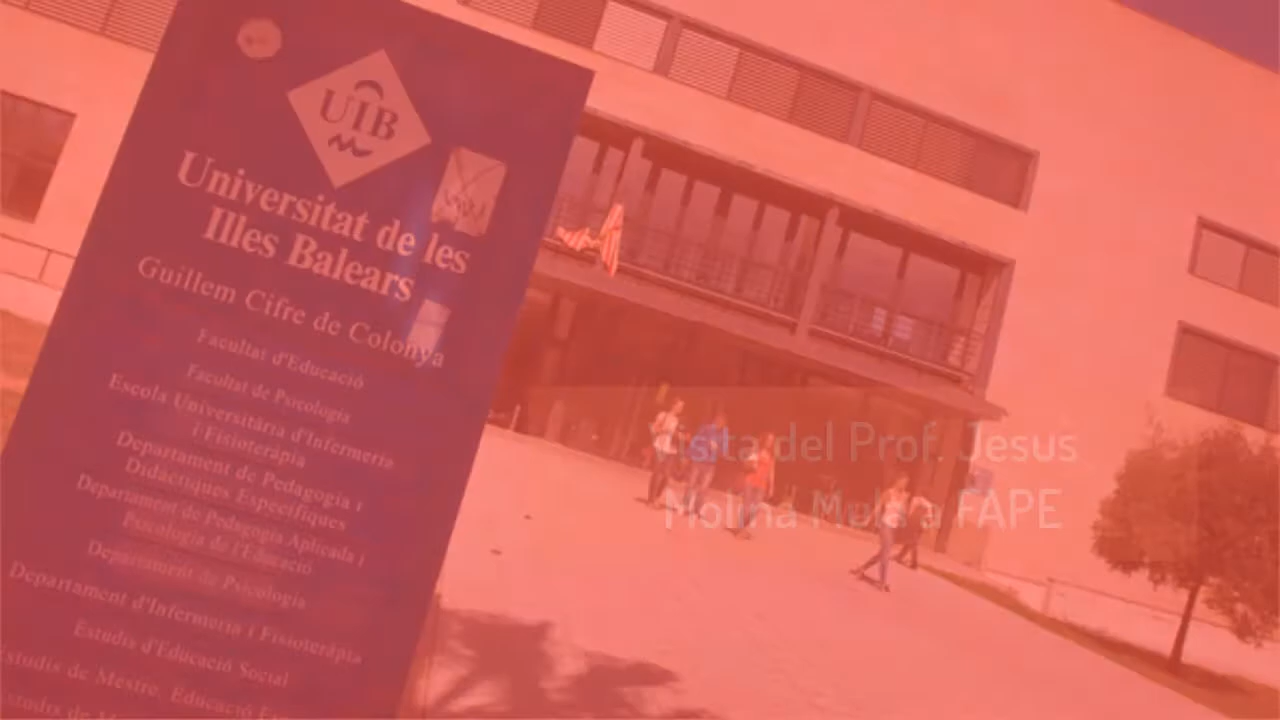 UIB
Universitat de les
Illes Balears
Guillem Cifre de Colonya
Facultat d'Educació
Facultat de Psicologia
Escola Universitària d'Infermeria
i Fisioteràpia
Departament de Pedagogia i
Didàctiques Específiques
Departament de Pedagogia Aplicada i
Psicologia de l'Educació
Departament de Psicologia
Departament d'Infermeria i Fisioteràpia
Estudis d'Educació Social
Estudis de Mestre, Educació
Visita del Prof. Jesus
Molina Mula a FAPE